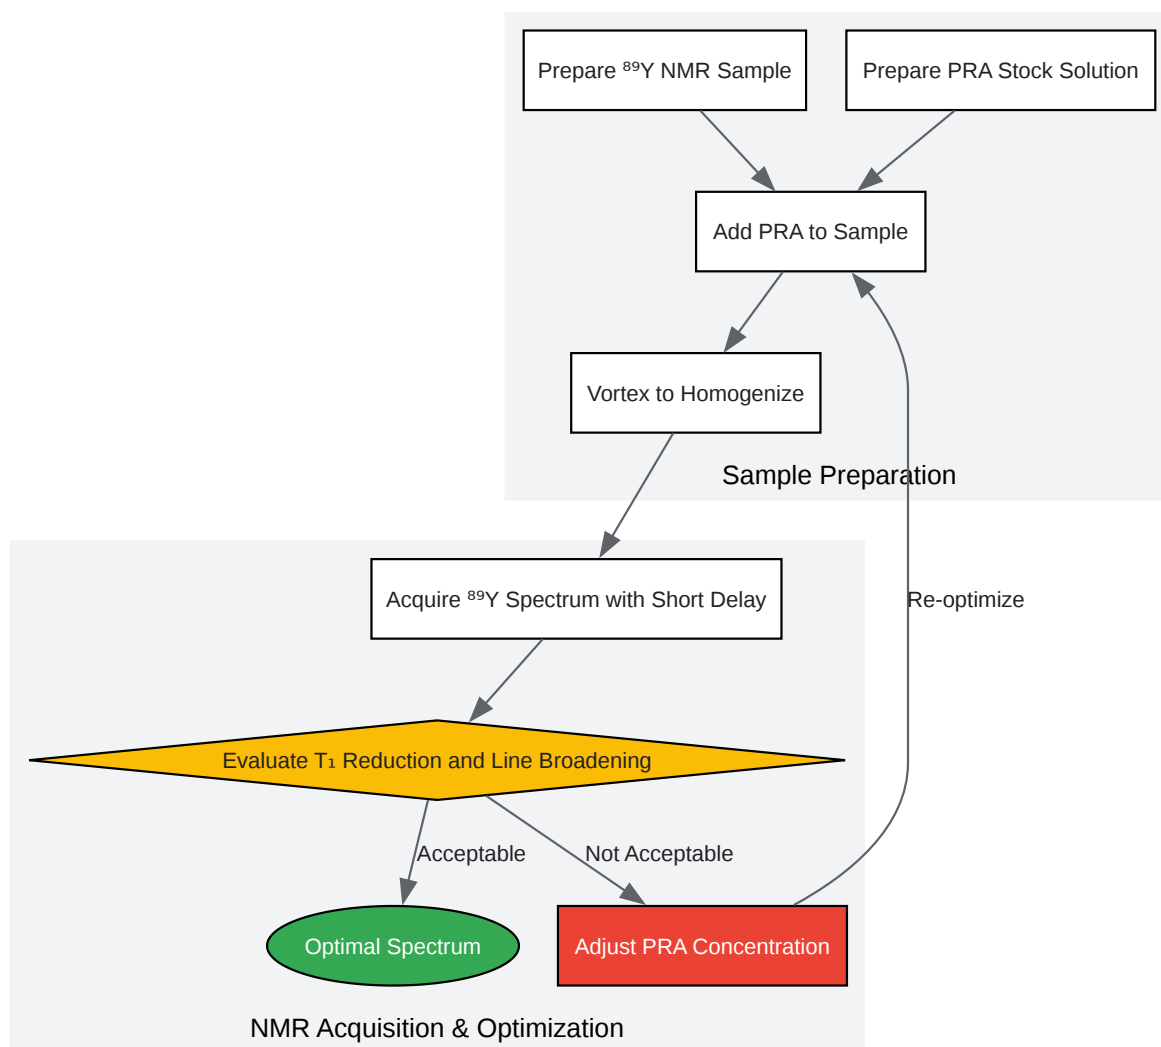 Prepare ⁸⁹Y NMR Sample
Prepare PRA Stock Solution
Add PRA to Sample
Vortex to Homogenize
Sample Preparation
Acquire ⁸⁹Y Spectrum with Short Delay
Re-optimize
Evaluate T₁ Reduction and Line Broadening
Acceptable
Not Acceptable
Optimal Spectrum
Adjust PRA Concentration
NMR Acquisition & Optimization